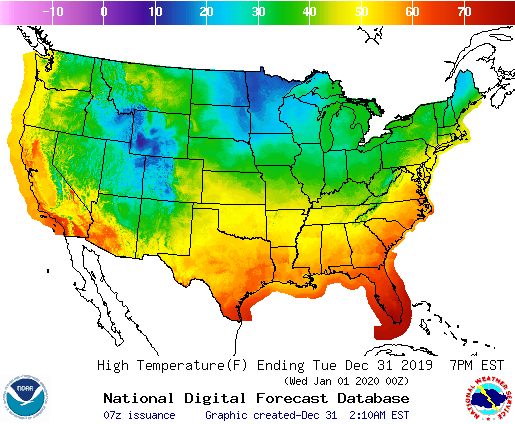 -10 0 10 20 30 40 50 60 70
High Temperature(F) Ending Tue Dec 31 2019 7PM EST
(Wed Jan 01 2020 00Z)
National Digital Forecast Database
07z issuance Graphic created-Dec 31 2:10AM EST
NOAA
NATIONAL WEATHER SERVICE